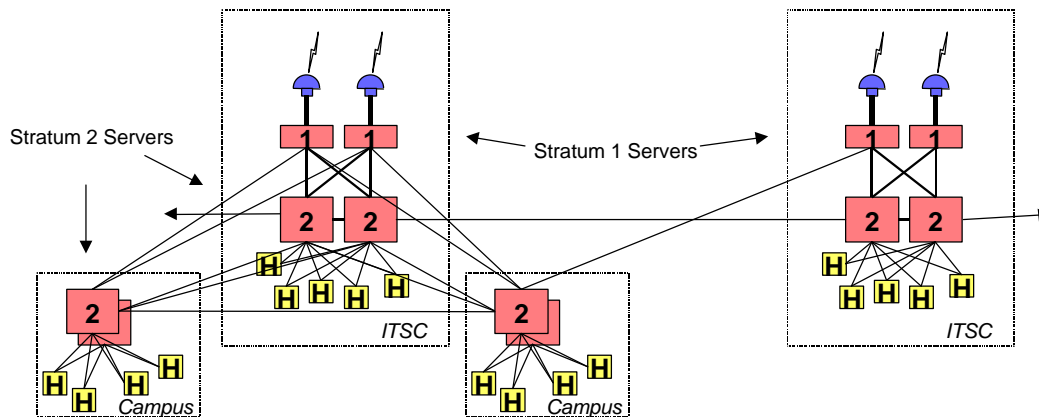 1 1
1 1
Stratum 2 Servers
Stratum 1 Servers
2 2
2 2
H
H
H H H H
H H H H
2
2
ITSC
ITSC
H H H H
H H H H
Campus
Campus